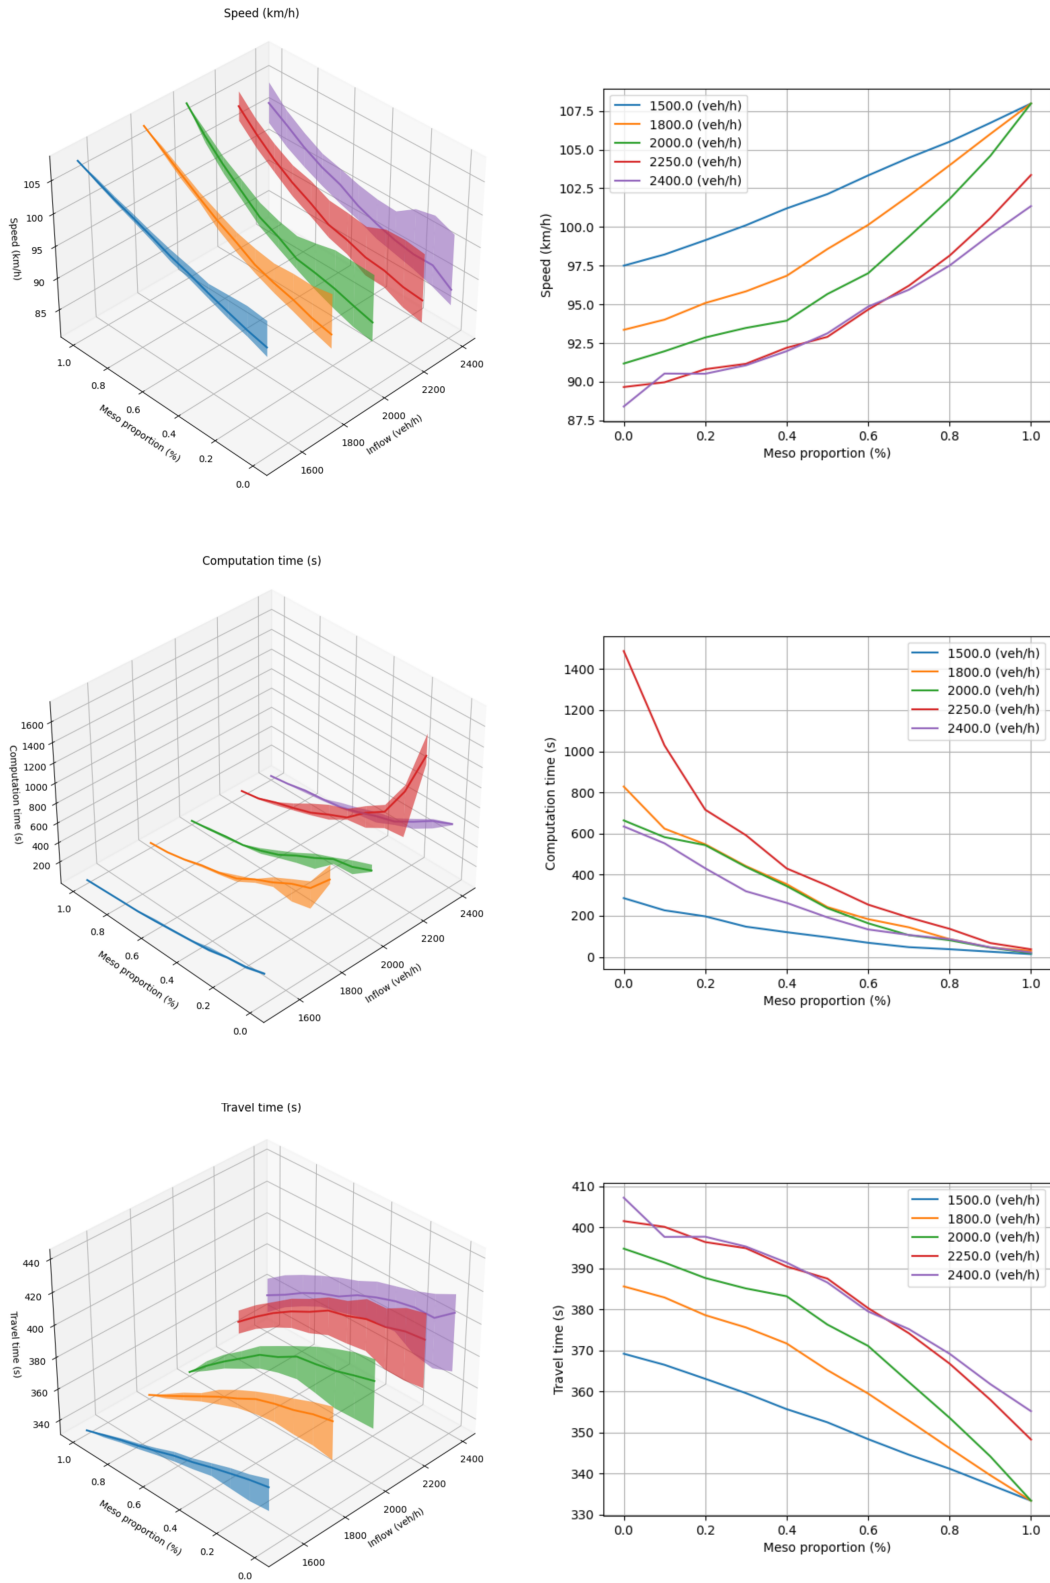 Speed (km/h)
105
100
95
90
85
Speed (km/h)
1.0
0.8
0.6
0.4
0.2
0.0
Meso proportion (%)
1600
1800
2000
2200
2400
Inflow (veh/h)
1500.0 (veh/h)
1800.0 (veh/h)
2000.0 (veh/h)
2250.0 (veh/h)
2400.0 (veh/h)
107.5
105.0
102.5
100.0
97.5
95.0
92.5
90.0
87.5
Speed (km/h)
0.0 0.2 0.4 0.6 0.8 1.0
Meso proportion (%)
Computation time (s)
1600
1400
1200
1000
800
600
400
200
Computation time (s)
1.0
0.8
0.6
0.4
0.2
0.0
Meso proportion (%)
1600
1800
2000
2200
2400
Inflow (veh/h)
1500.0 (veh/h)
1800.0 (veh/h)
2000.0 (veh/h)
2250.0 (veh/h)
2400.0 (veh/h)
1400
1200
1000
800
600
400
200
0
Computation time (s)
0.0 0.2 0.4 0.6 0.8 1.0
Meso proportion (%)
Travel time (s)
440
420
400
380
360
340
Travel time (s)
1.0
0.8
0.6
0.4
0.2
0.0
Meso proportion (%)
1600
1800
2000
2200
2400
Inflow (veh/h)
1500.0 (veh/h)
1800.0 (veh/h)
2000.0 (veh/h)
2250.0 (veh/h)
2400.0 (veh/h)
410
400
390
380
370
360
350
340
330
Travel time (s)
0.0 0.2 0.4 0.6 0.8 1.0
Meso proportion (%)